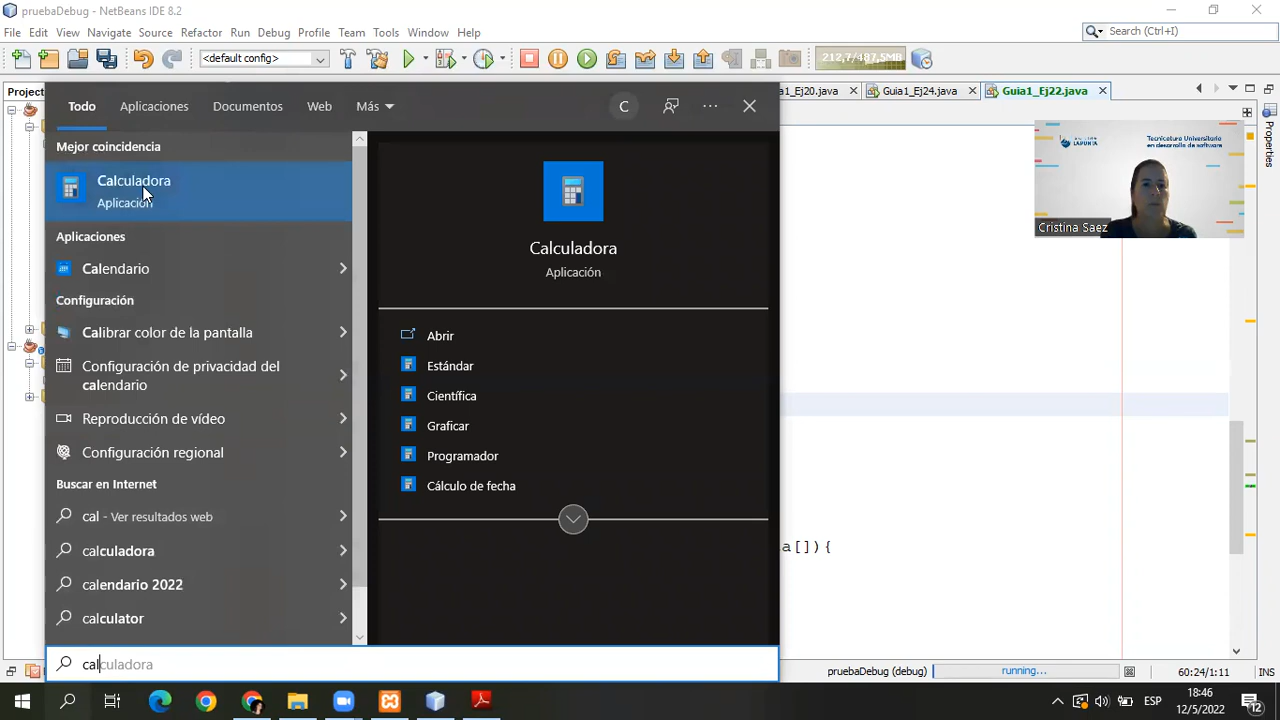 pruebaDebug - NetBeans IDE 8.2
File Edit View Navigate Source Refactor Run Debug Profile Team Tools Window Help
Search (Ctrl+I)
<default config>
212,7/487,5MB
Projec
a1_Ej20.java
Guia1_Ej24.java
Guia1_Ej22.java
Properties
Todo Aplicaciones Documentos Web Más
C
Mejor coincidencia
Calculadora
Aplicación
Aplicaciones
Calendario
Configuración
Calibrar color de la pantalla
Configuración de privacidad del
calendario
Reproducción de vídeo
Configuración regional
Buscar en Internet
cal - Ver resultados web
calculadora
calendario 2022
calculator
calculadora
Calculadora
Aplicación
Abrir
Estándar
Científica
Graficar
Programador
Cálculo de fecha
LA PUNTA
Tecnicatura Universitaria
en desarrollo de software
Cristina Saez
a[]){
pruebaDebug (debug)
running...
60:24/1:11
INS
ESP
18:46
12/5/2022
12